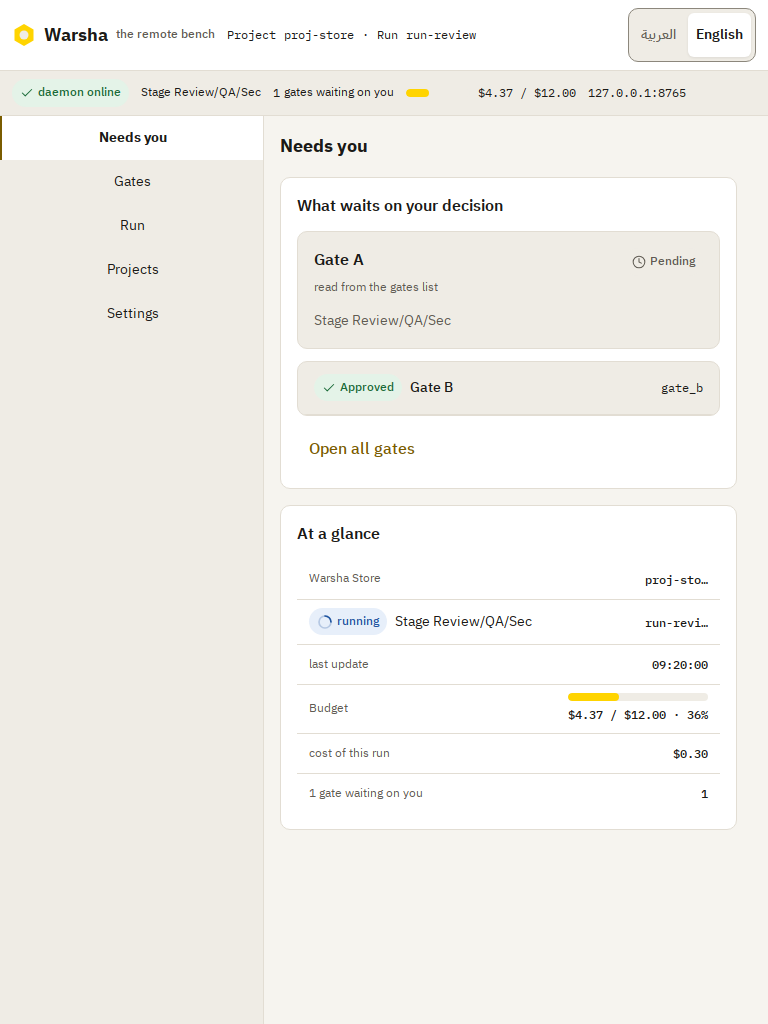 Warsha the remote bench Project proj-store · Run run-review العربية English
daemon online Stage Review/QA/Sec 1 gates waiting on you $4.37 / $12.00 127.0.0.1:8765
Needs you
Gates
Run
Projects
Settings
Needs you
What waits on your decision
Gate A Pending
read from the gates list
Stage Review/QA/Sec
Approved Gate B gate_b
Open all gates
At a glance
Warsha Store proj-sto…
running Stage Review/QA/Sec run-revi…
last update 09:20:00
Budget $4.37 / $12.00 · 36%
cost of this run $0.30
1 gate waiting on you 1